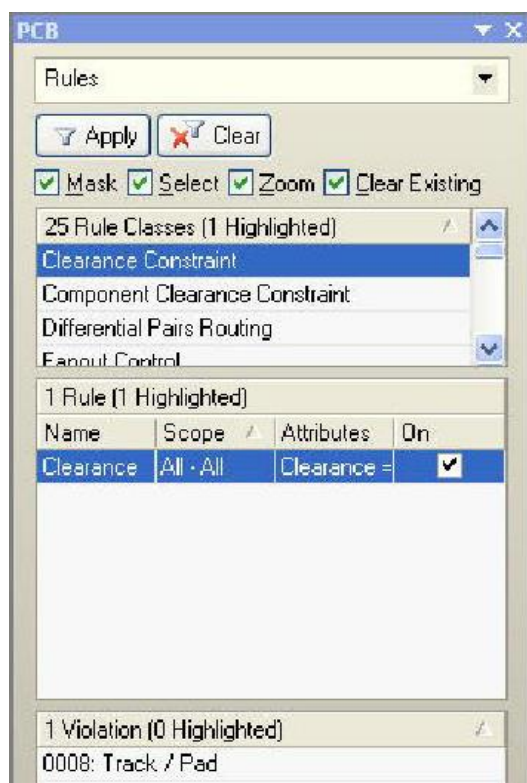 PCB
Rules
Apply Clear
Mask Select Zoom Clear Existing
25 Rule Classes (1 Highlighted)
Clearance Constraint
Component Clearance Constraint
Differential Pairs Routing
Fanout Control
1 Rule (1 Highlighted)
Name Scope Attributes On
Clearance All - All Clearance =
1 Violation (0 Highlighted)
0008: Track / Pad